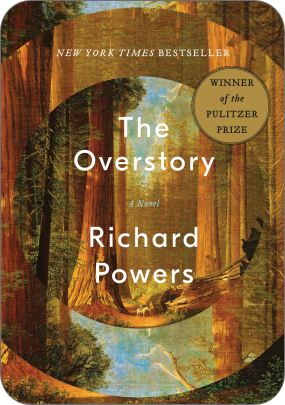 NEW YORK TIMES BESTSELLER
WINNER
of the
PULITZER
PRIZE
The
Overstory
A Novel
Richard
Powers